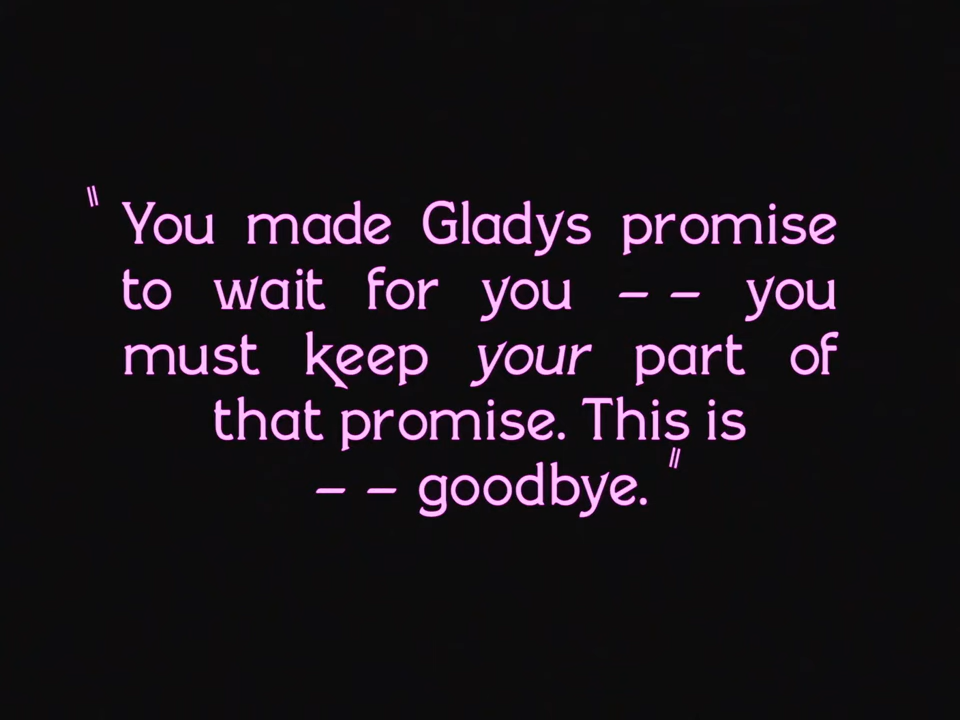 "You made Gladys promise
to wait for you -- you
must keep your part of
that promise. This is
-- goodbye."